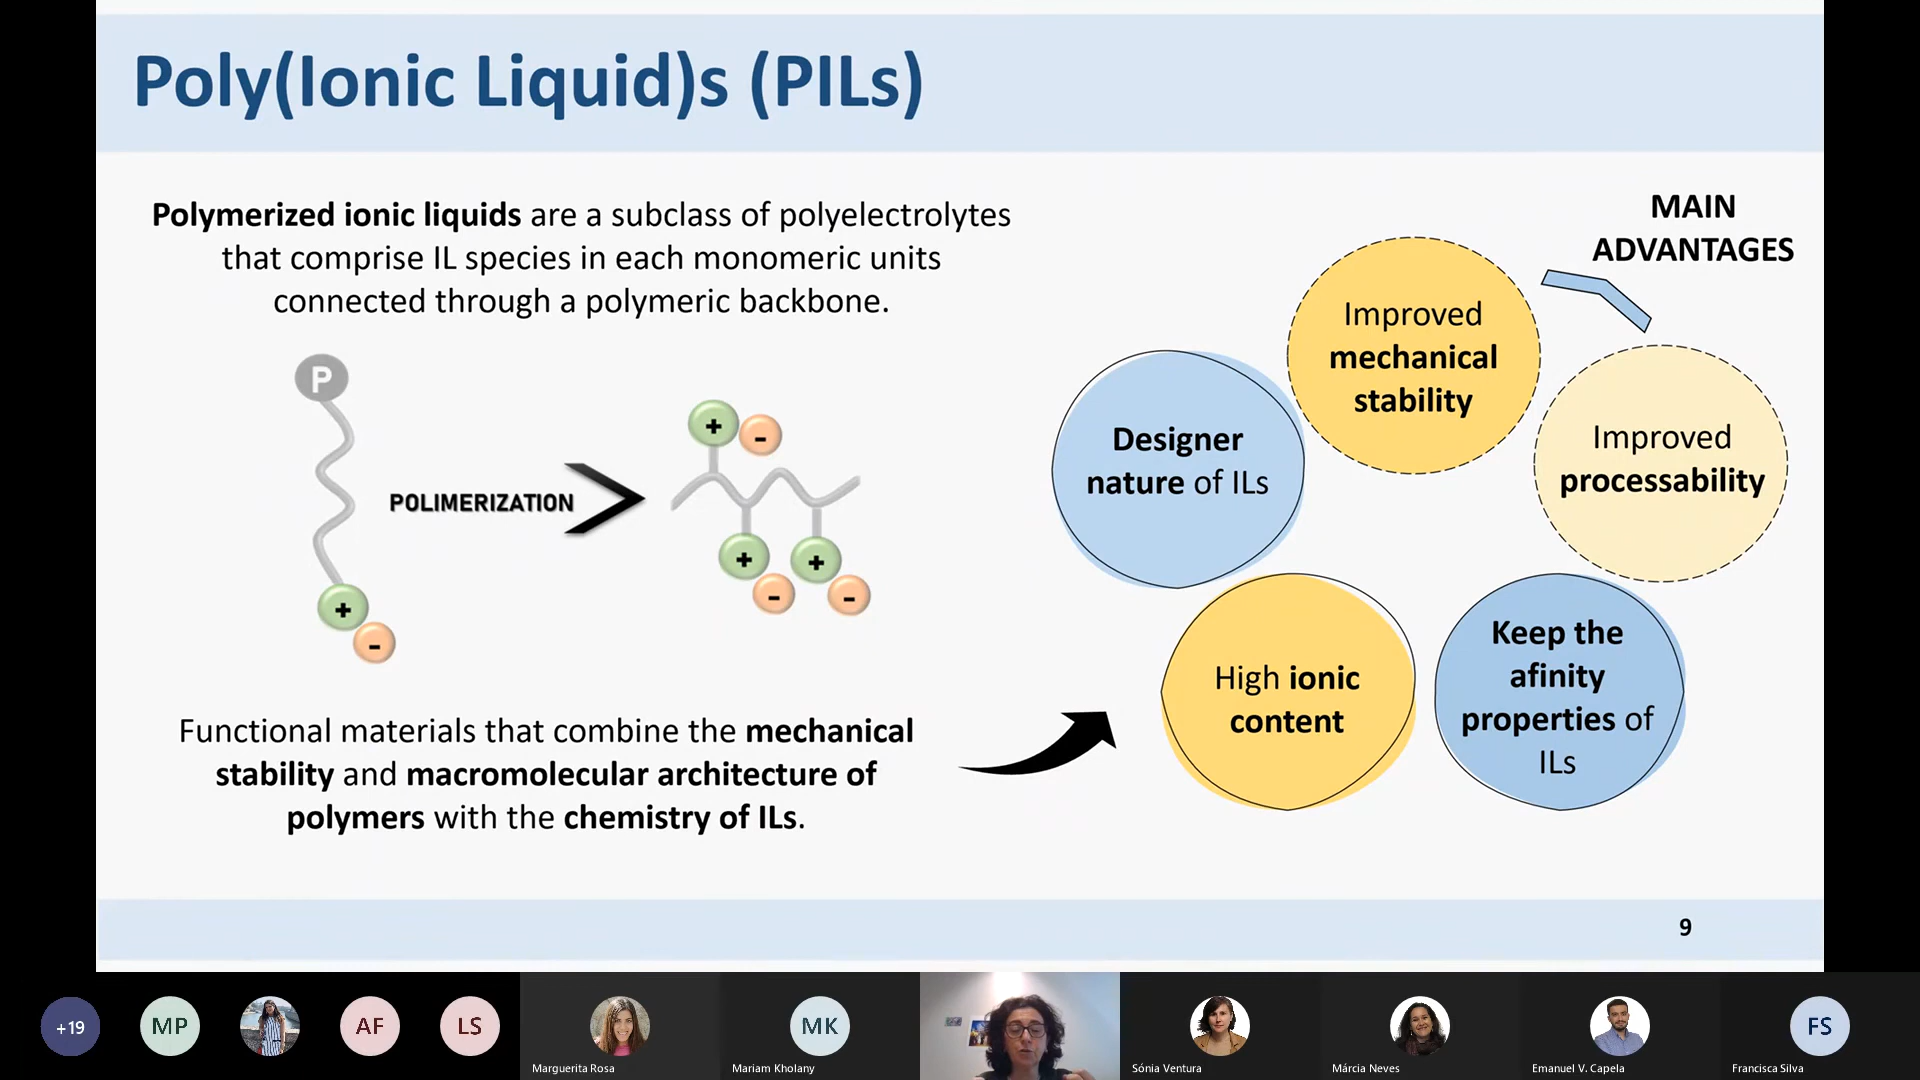 Poly(Ionic Liquid)s (PILs)
Polymerized ionic liquids are a subclass of polyelectrolytes
that comprise IL species in each monomeric units
connected through a polymeric backbone.
P
+
-
POLIMERIZATION
+
-
+
-
+
-
Functional materials that combine the mechanical
stability and macromolecular architecture of
polymers with the chemistry of ILs.
MAIN
ADVANTAGES
Improved
mechanical
stability
Designer
nature of ILs
Improved
processability
High ionic
content
Keep the
afinity
properties of
ILs
9
+19
MP
AF
LS
Marguerita Rosa
MK
Mariam Kholany
Sónia Ventura
Márcia Neves
Emanuel V. Capela
FS
Francisca Silva